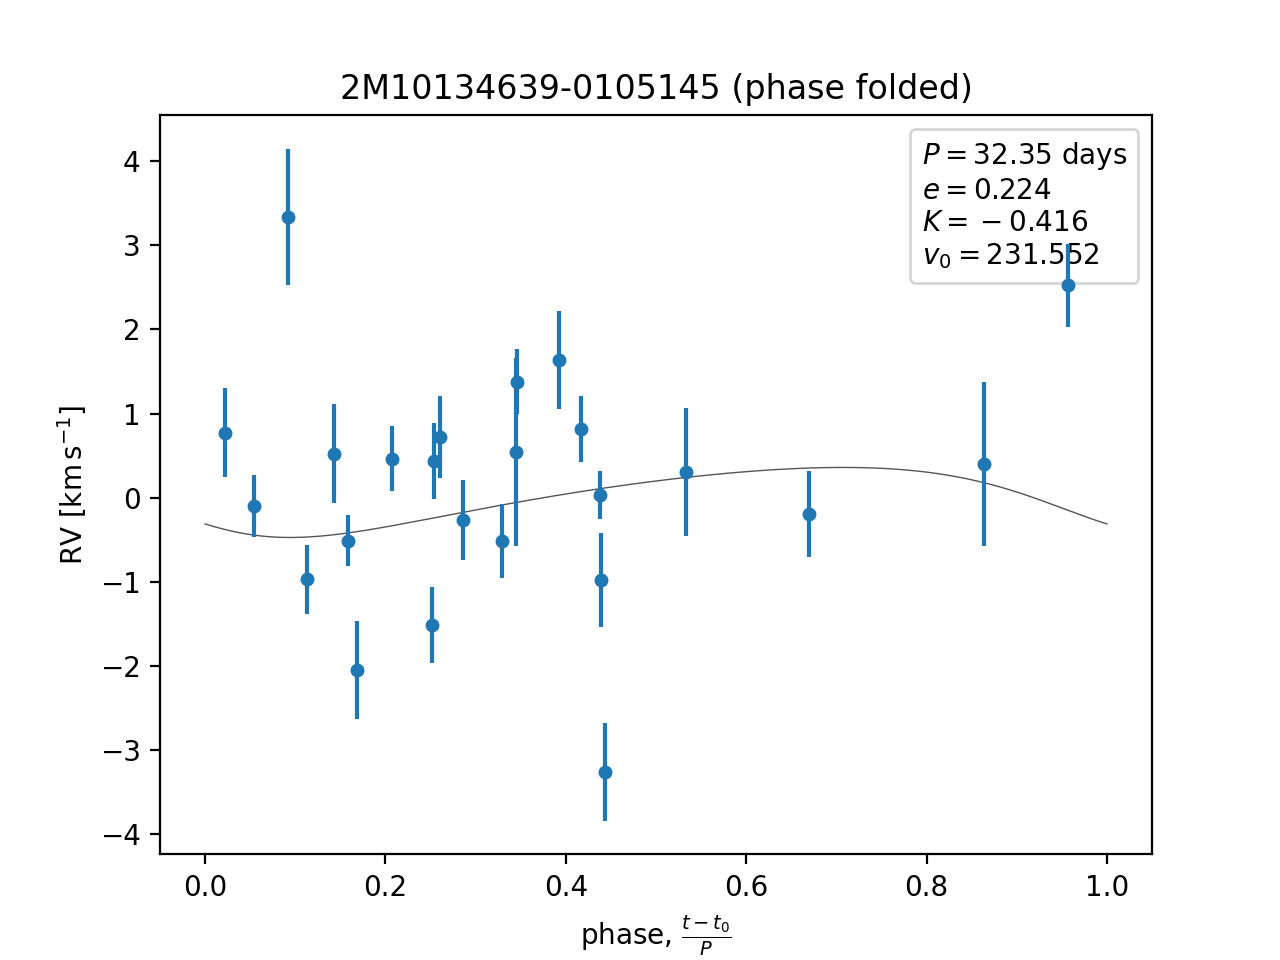 2M10134639-0105145 (phase folded)
P = 32.35 days
e = 0.224
K = −0.416
v₀ = 231.552
RV [km s⁻¹]
4
3
2
1
0
−1
−2
−3
−4
0.0 0.2 0.4 0.6 0.8 1.0
phase, (t − t₀)/P